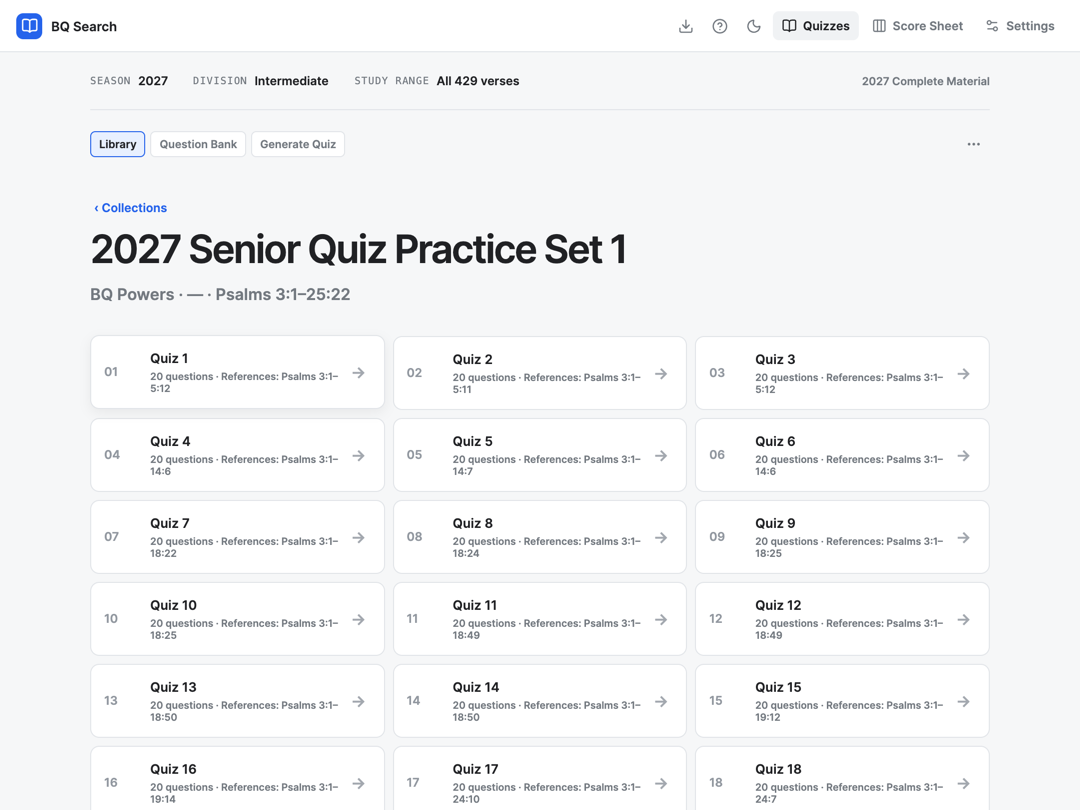 BQ Search
Quizzes
Score Sheet
Settings
SEASON 2027 DIVISION Intermediate STUDY RANGE All 429 verses
2027 Complete Material
Library
Question Bank
Generate Quiz
‹ Collections
2027 Senior Quiz Practice Set 1
BQ Powers · — · Psalms 3:1–25:22
01
Quiz 1
20 questions · References: Psalms 3:1–
5:12
02
Quiz 2
20 questions · References: Psalms 3:1–
5:11
03
Quiz 3
20 questions · References: Psalms 3:1–
5:12
04
Quiz 4
20 questions · References: Psalms 3:1–
14:6
05
Quiz 5
20 questions · References: Psalms 3:1–
14:7
06
Quiz 6
20 questions · References: Psalms 3:1–
14:6
07
Quiz 7
20 questions · References: Psalms 3:1–
18:22
08
Quiz 8
20 questions · References: Psalms 3:1–
18:24
09
Quiz 9
20 questions · References: Psalms 3:1–
18:25
10
Quiz 10
20 questions · References: Psalms 3:1–
18:25
11
Quiz 11
20 questions · References: Psalms 3:1–
18:49
12
Quiz 12
20 questions · References: Psalms 3:1–
18:49
13
Quiz 13
20 questions · References: Psalms 3:1–
18:50
14
Quiz 14
20 questions · References: Psalms 3:1–
18:50
15
Quiz 15
20 questions · References: Psalms 3:1–
19:12
16
Quiz 16
20 questions · References: Psalms 3:1–
19:14
17
Quiz 17
20 questions · References: Psalms 3:1–
24:10
18
Quiz 18
20 questions · References: Psalms 3:1–
24:7